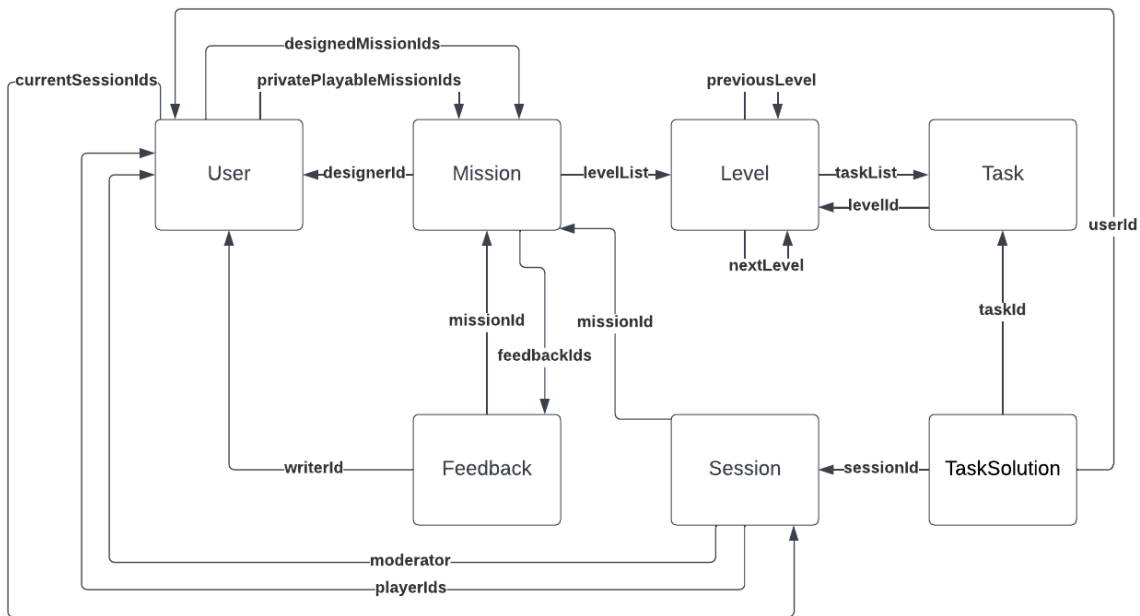 designedMissionIds
currentSessionIds
privatePlayableMissionIds
previousLevel
User
designerId
Mission
levelList
Level
taskList
Task
levelId
userId
nextLevel
missionId
missionId
taskId
feedbackIds
writerId
Feedback
Session
sessionId
TaskSolution
moderator
playerIds